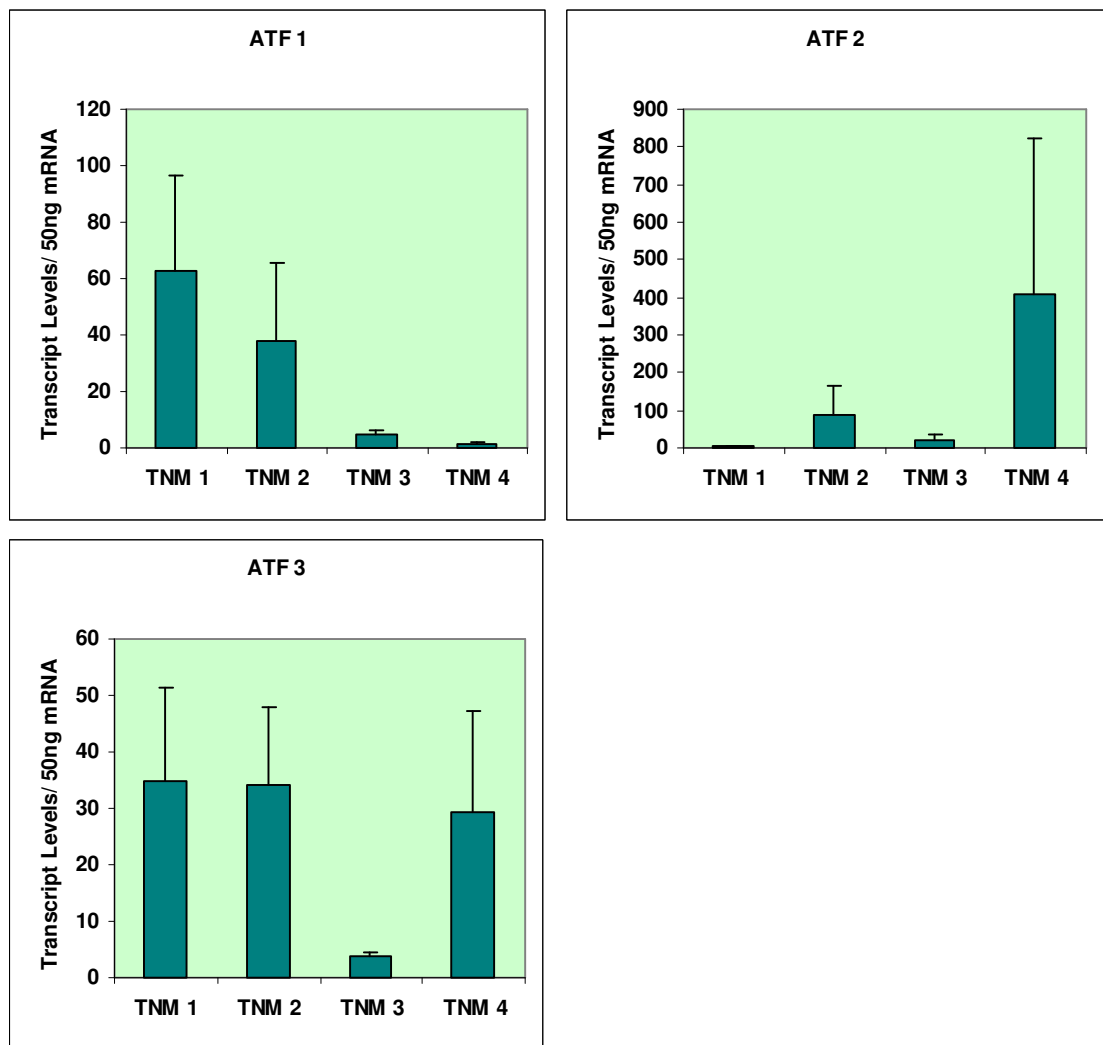 ATF 1
Transcript Levels/ 50ng mRNA
120
100
80
60
40
20
0
TNM 1 TNM 2 TNM 3 TNM 4
ATF 2
Transcript Levels/ 50ng mRNA
900
800
700
600
500
400
300
200
100
0
TNM 1 TNM 2 TNM 3 TNM 4
ATF 3
Transcript Levels/ 50ng mRNA
60
50
40
30
20
10
0
TNM 1 TNM 2 TNM 3 TNM 4